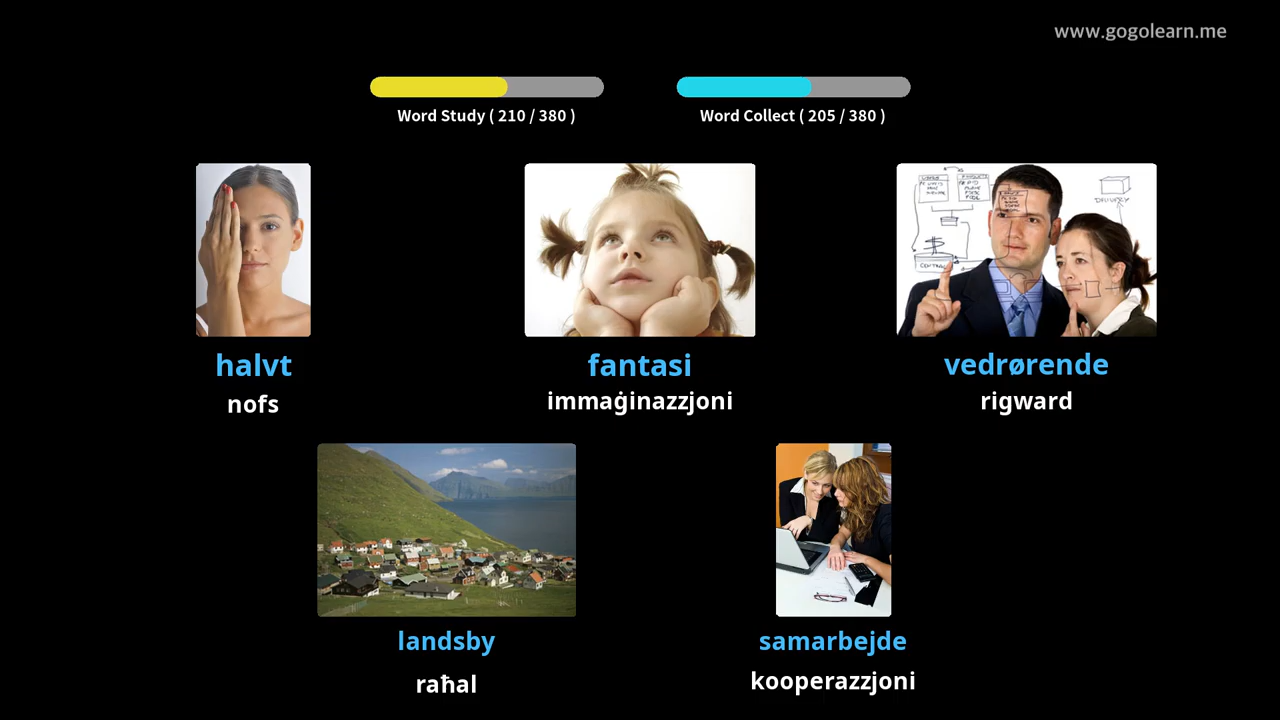 www.gogolearn.me
Word Study ( 210 / 380 )
Word Collect ( 205 / 380 )
halvt
nofs
fantasi
immaġinazzjoni
vedrørende
rigward
landsby
raħal
samarbejde
kooperazzjoni